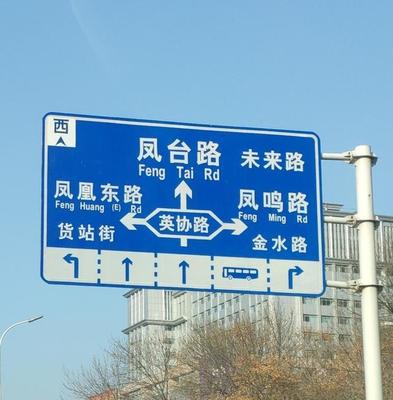 西
凤台路
Feng Tai Rd
未来路
凤凰东路
Feng Huang (E) Rd
凤鸣路
Feng Ming Rd
英协路
货站街
金水路